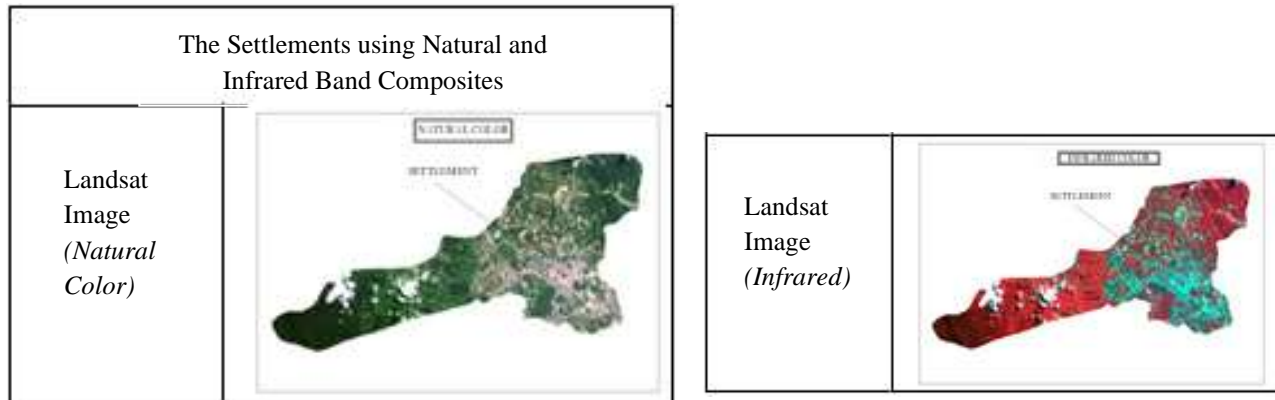 The Settlements using Natural and
Infrared Band Composites
Landsat
Image
(Natural
Color)
NATURAL COLOR
SETTLEMENT
Landsat
Image
(Infrared)
SETTLEMENT